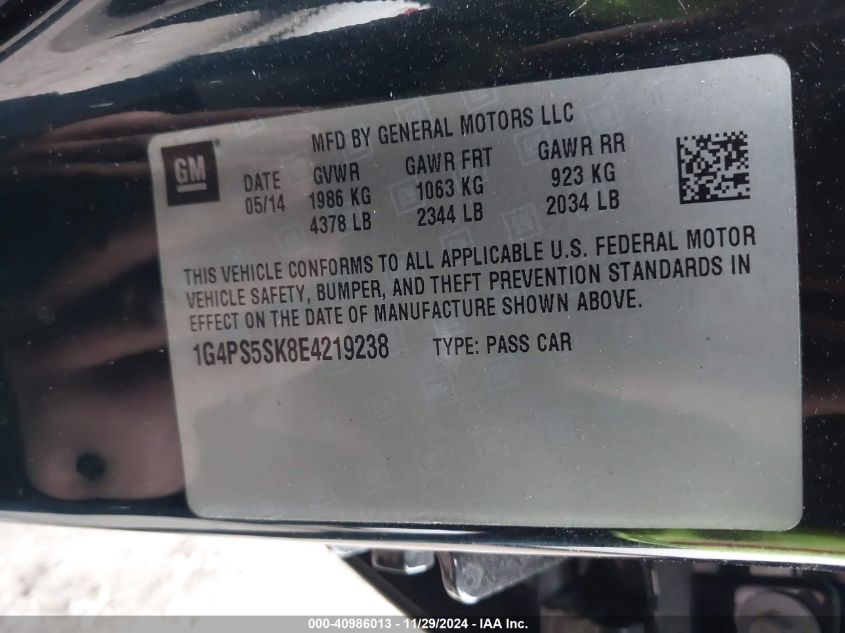 MFD BY GENERAL MOTORS LLC
GM
DATE GVWR GAWR FRT GAWR RR
05/14 1986 KG 1063 KG 923 KG
4378 LB 2344 LB 2034 LB
THIS VEHICLE CONFORMS TO ALL APPLICABLE U.S. FEDERAL MOTOR
VEHICLE SAFETY, BUMPER, AND THEFT PREVENTION STANDARDS IN
EFFECT ON THE DATE OF MANUFACTURE SHOWN ABOVE.
1G4PS5SK8E4219238 TYPE: PASS CAR
000-40986013 - 11/29/2024 - IAA Inc.